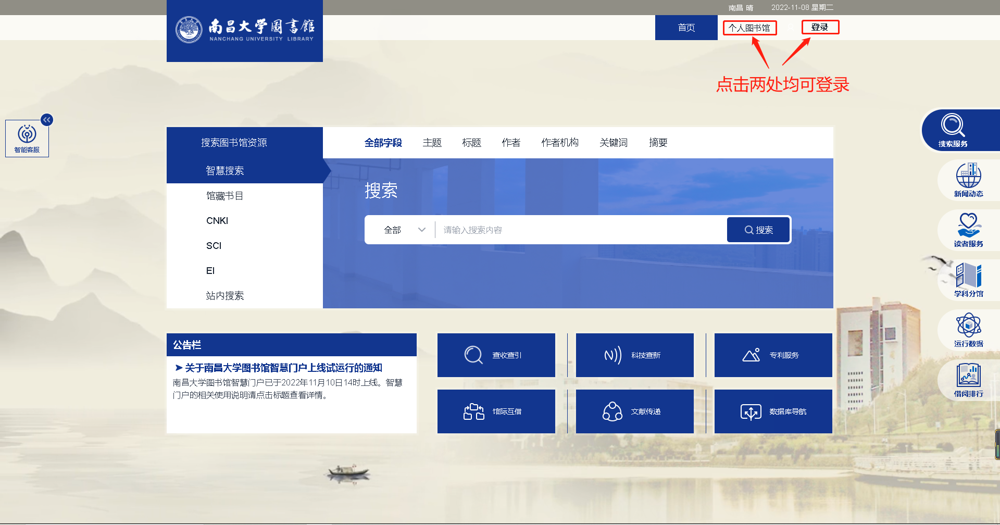 南昌 晴
2022-11-08 星期二
南昌大学圖書館
NANCHANG UNIVERSITY LIBRARY
首页
个人图书馆
登录
点击两处均可登录
智能客服
搜索图书馆资源
全部字段
主题
标题
作者
作者机构
关键词
摘要
智慧搜索
馆藏书目
CNKI
SCI
EI
站内搜索
搜索
全部
请输入搜索内容
搜索
搜索服务
新闻动态
读者服务
学科分馆
运行数据
借阅排行
公告栏
➤ 关于南昌大学图书馆智慧门户上线试运行的通知
南昌大学图书馆智慧门户已于2022年11月10日14时上线。智慧
门户的相关使用说明请点击标题查看详情。
查收查引
科技查新
专利服务
馆际互借
文献传递
数据库导航